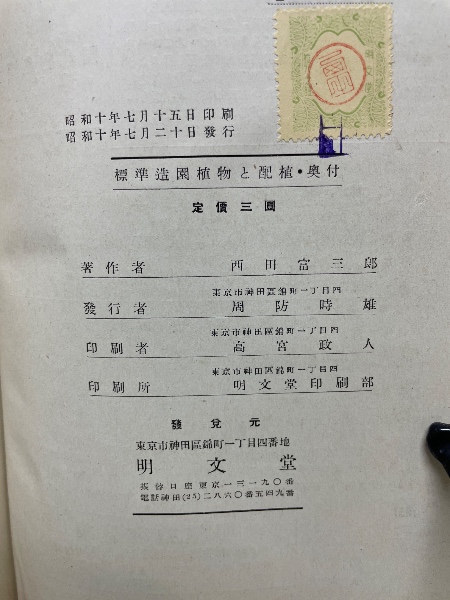 昭和十年七月十五日印刷
昭和十年七月二十日發行
標準造園植物と配植・奥付
定價三圓
著作者 西田富三郎
東京市神田區錦町一丁目四
發行者 周防時雄
東京市神田區錦町一丁目四
印刷者 高宮政人
東京市神田區錦町一丁目四
印刷所 明文堂印刷部
發兌元
東京市神田區錦町一丁目四番地
明文堂
振替口座東京一三一九〇番
電話神田(25)二八六〇番五四九番